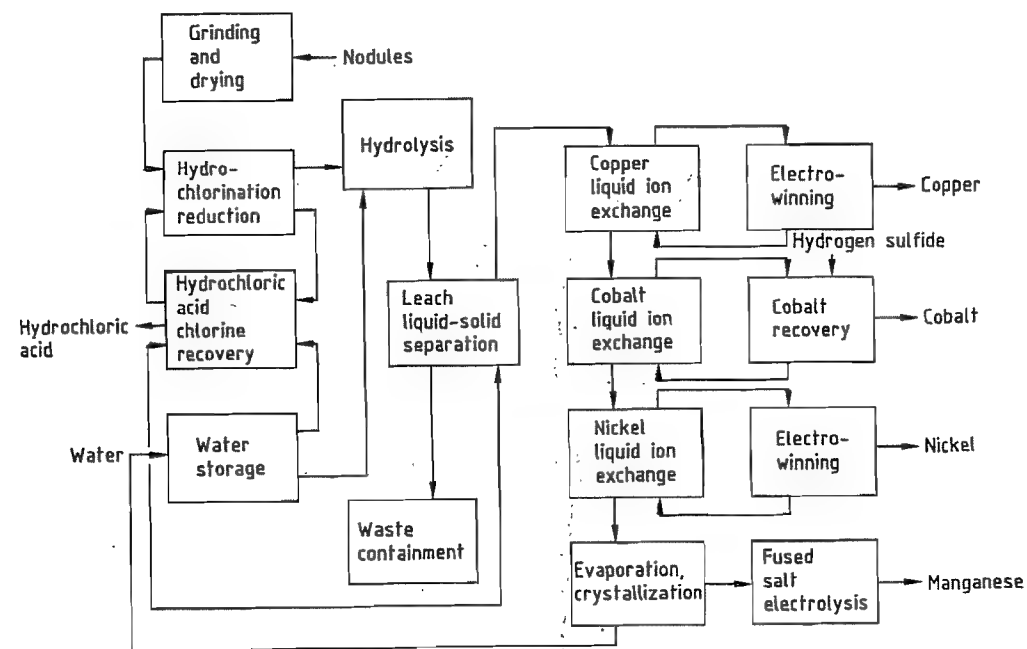 Grinding
and
drying
Nodules
Hydro-
chlorination
reduction
Hydrolysis
Hydrochloric
acid
chlorine
recovery
Hydrochloric
acid
Water
Water
storage
Leach
liquid-solid
separation
Waste
containment
Copper
liquid ion
exchange
Electro-
winning
Copper
Hydrogen sulfide
Cobalt
liquid ion
exchange
Cobalt
recovery
Cobalt
Nickel
liquid ion
exchange
Electro-
winning
Nickel
Evaporation,
crystallization
Fused
salt
electrolysis
Manganese